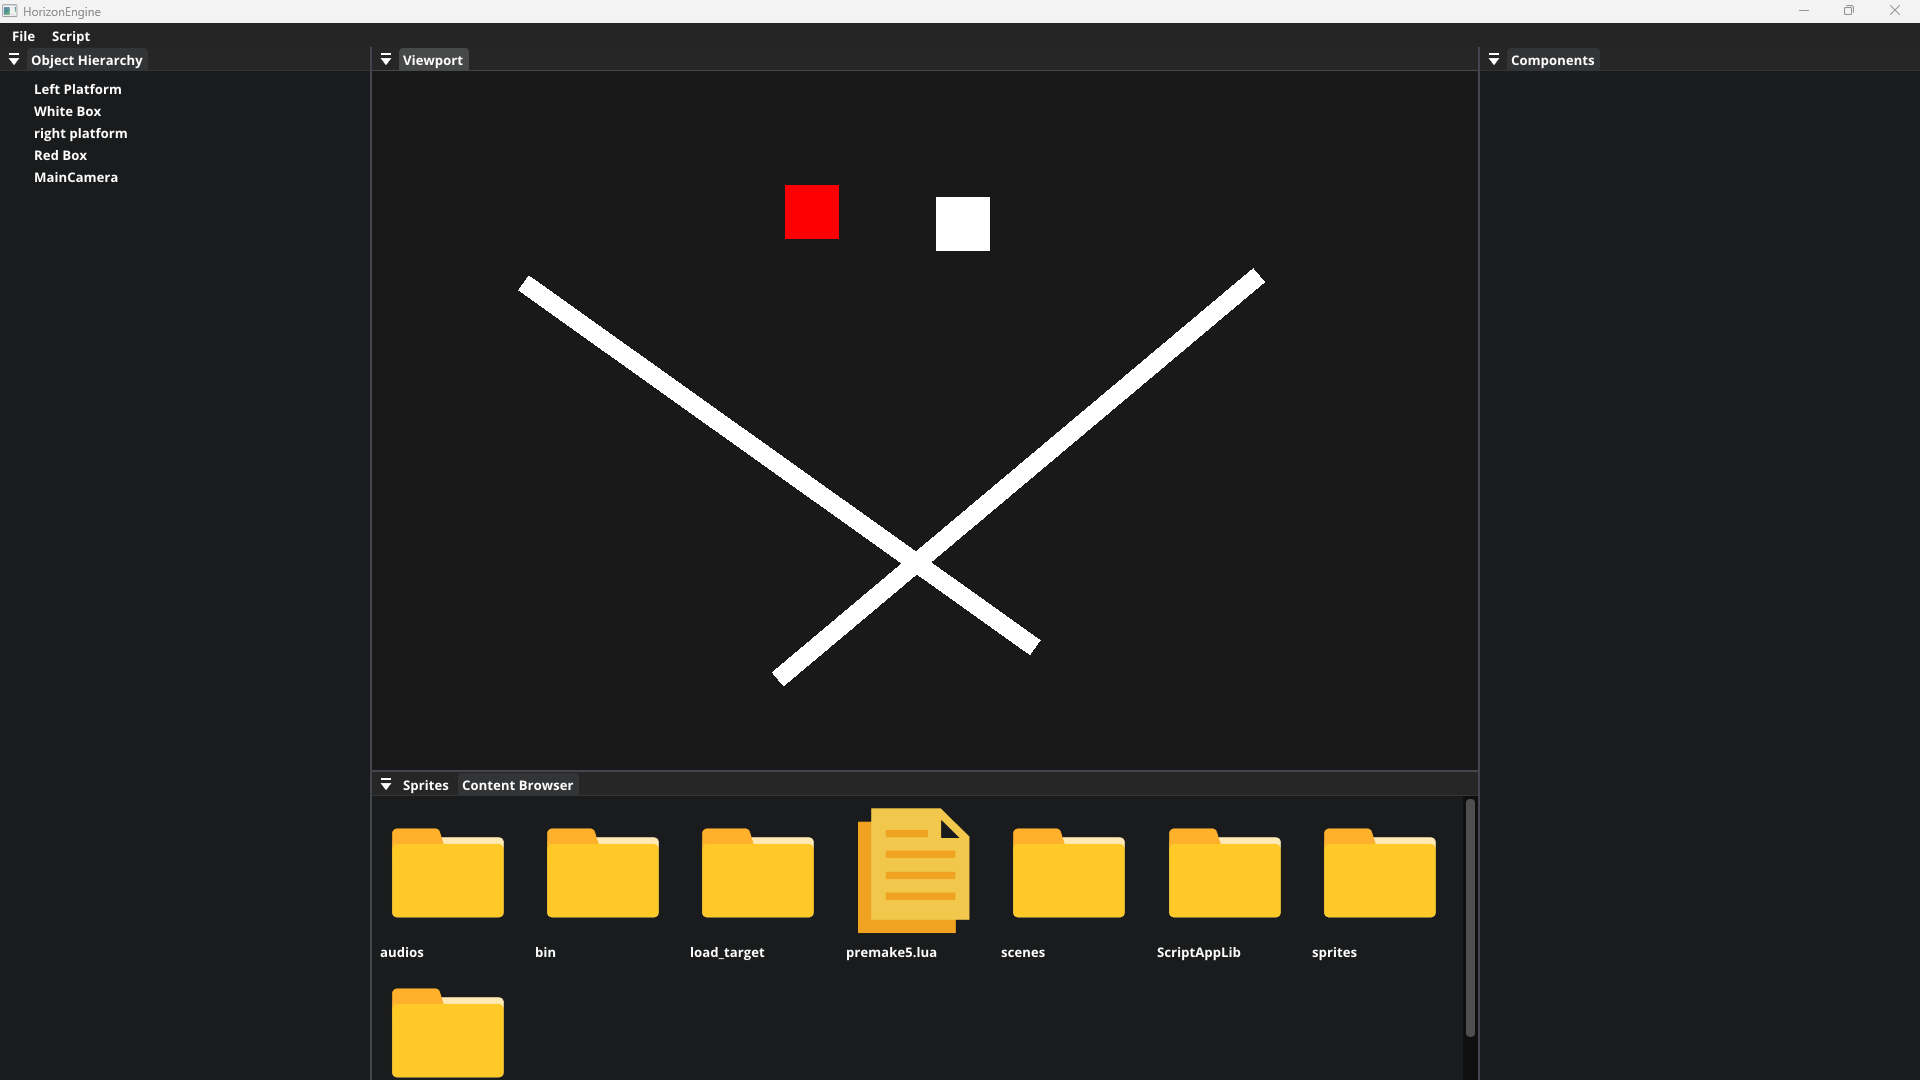 HorizonEngine
File Script
Object Hierarchy
Left Platform
White Box
right platform
Red Box
MainCamera
Viewport
Components
Sprites Content Browser
audios bin load_target premake5.lua scenes ScriptAppLib sprites